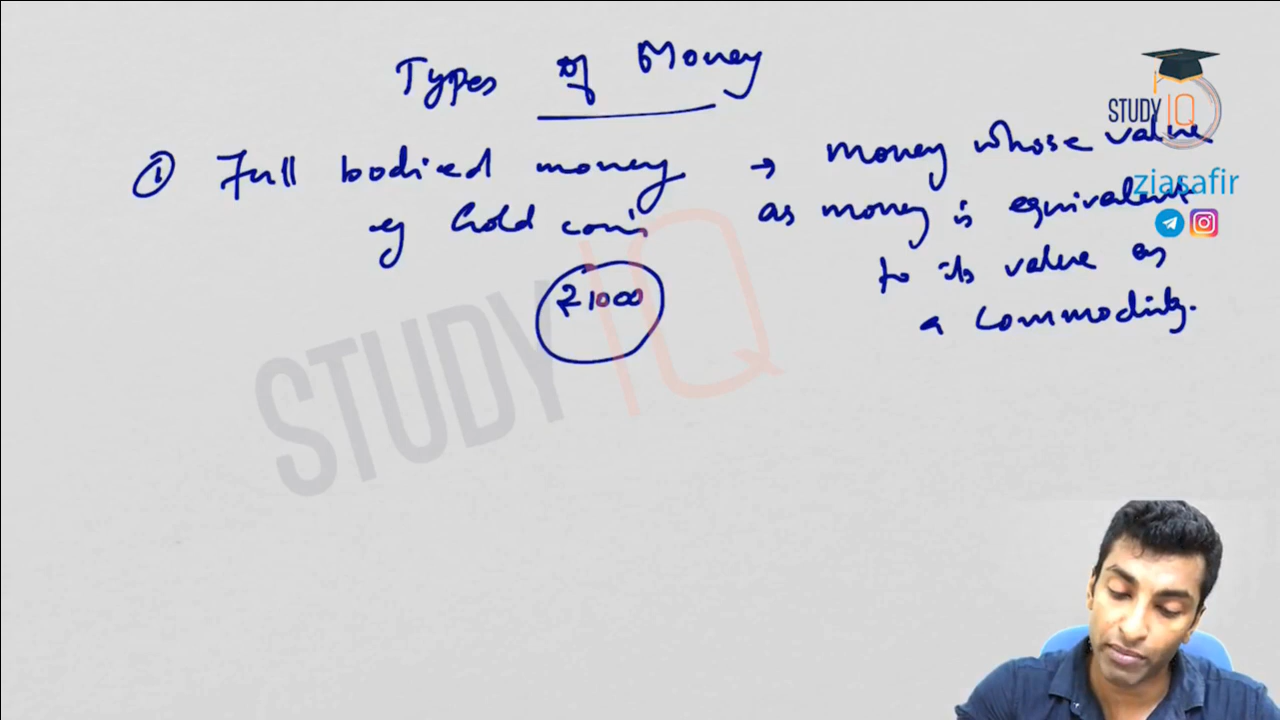 Types of Money
① Full bodied money → money whose value
eg Gold coins as money is equivalent
to its value as
a commodity.
₹1000
STUDY IQ
ziasafir
STUDY IQ